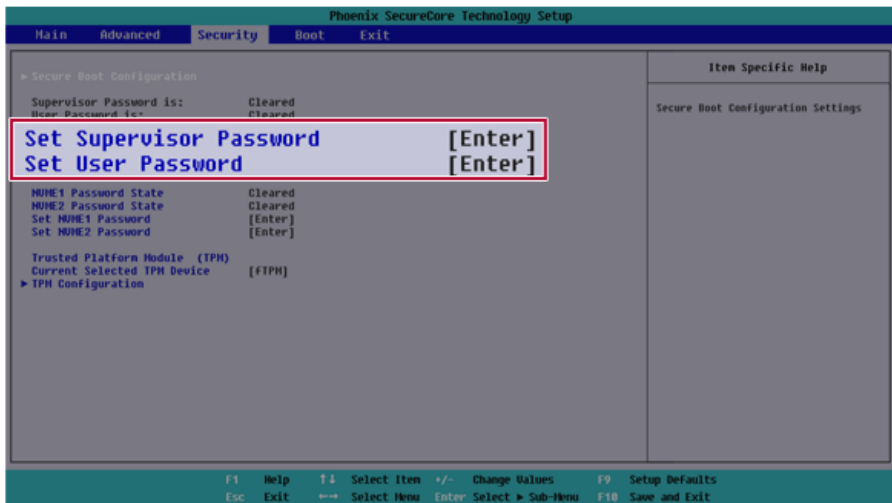 Phoenix SecureCore Technology Setup
Main Advanced Security Boot Exit
Item Specific Help
▶ Secure Boot Configuration
Secure Boot Configuration Settings
Supervisor Password is: Cleared
User Password is: Cleared
Set Supervisor Password [Enter]
Set User Password [Enter]
NVME1 Password State Cleared
NVME2 Password State Cleared
Set NVME1 Password [Enter]
Set NVME2 Password [Enter]
Trusted Platform Module (TPM)
Current Selected TPM Device [fTPM]
▶ TPM Configuration
F1 Help ↑↓ Select Item +/- Change Values F9 Setup Defaults
Esc Exit ←→ Select Menu Enter Select ▶ Sub-Menu F10 Save and Exit